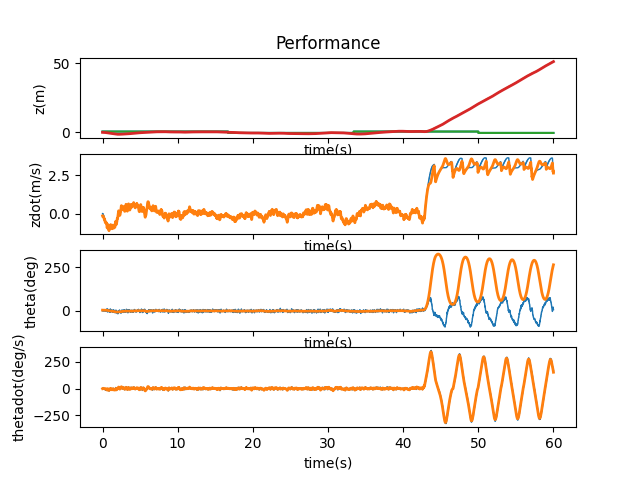 Performance
50
0
z(m)
time(s)
2.5
0.0
zdot(m/s)
time(s)
250
0
theta(deg)
time(s)
250
0
−250
thetadot(deg/s)
0 10 20 30 40 50 60
time(s)